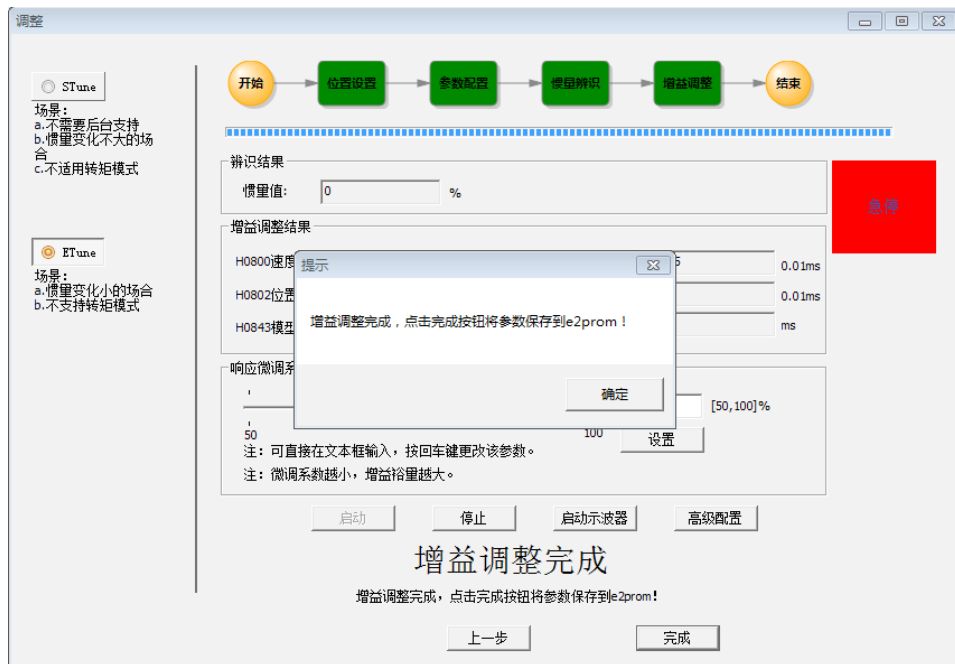 调整
开始
位置设置
参数配置
惯量辨识
增益调整
结束
STune
场景:
a.不需要后台支持
b.惯量变化不大的场
合
c.不适用转矩模式
ETune
场景:
a.惯量变化小的场合
b.不支持转矩模式
辨识结果
惯量值:
0
%
急停
增益调整结果
H0800速度
0.01ms
H0802位置
0.01ms
H0843模型
ms
提示
增益调整完成，点击完成按钮将参数保存到e2prom！
确定
响应微调系
50
100
[50,100]%
设置
注：可直接在文本框输入，按回车键更改该参数。
注：微调系数越小，增益裕量越大。
启动
停止
启动示波器
高级配置
增益调整完成
增益调整完成，点击完成按钮将参数保存到e2prom!
上一步
完成